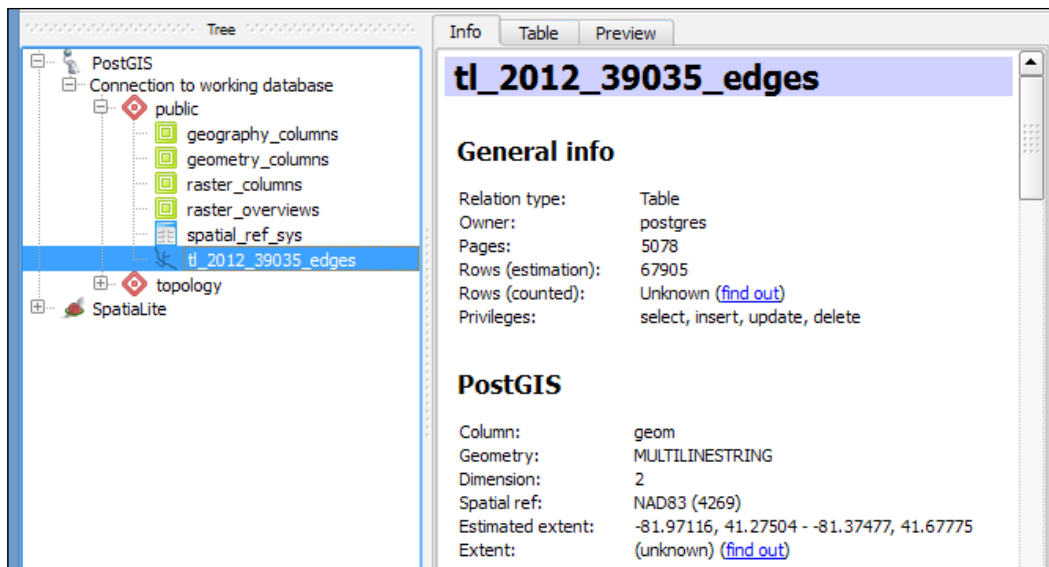 Tree
PostGIS
Connection to working database
public
geography_columns
geometry_columns
raster_columns
raster_overviews
spatial_ref_sys
tl_2012_39035_edges
topology
SpatiaLite
Info Table Preview
tl_2012_39035_edges
General info
Relation type: Table
Owner: postgres
Pages: 5078
Rows (estimation): 67905
Rows (counted): Unknown (find out)
Privileges: select, insert, update, delete
PostGIS
Column: geom
Geometry: MULTILINESTRING
Dimension: 2
Spatial ref: NAD83 (4269)
Estimated extent: -81.97116, 41.27504 - -81.37477, 41.67775
Extent: (unknown) (find out)